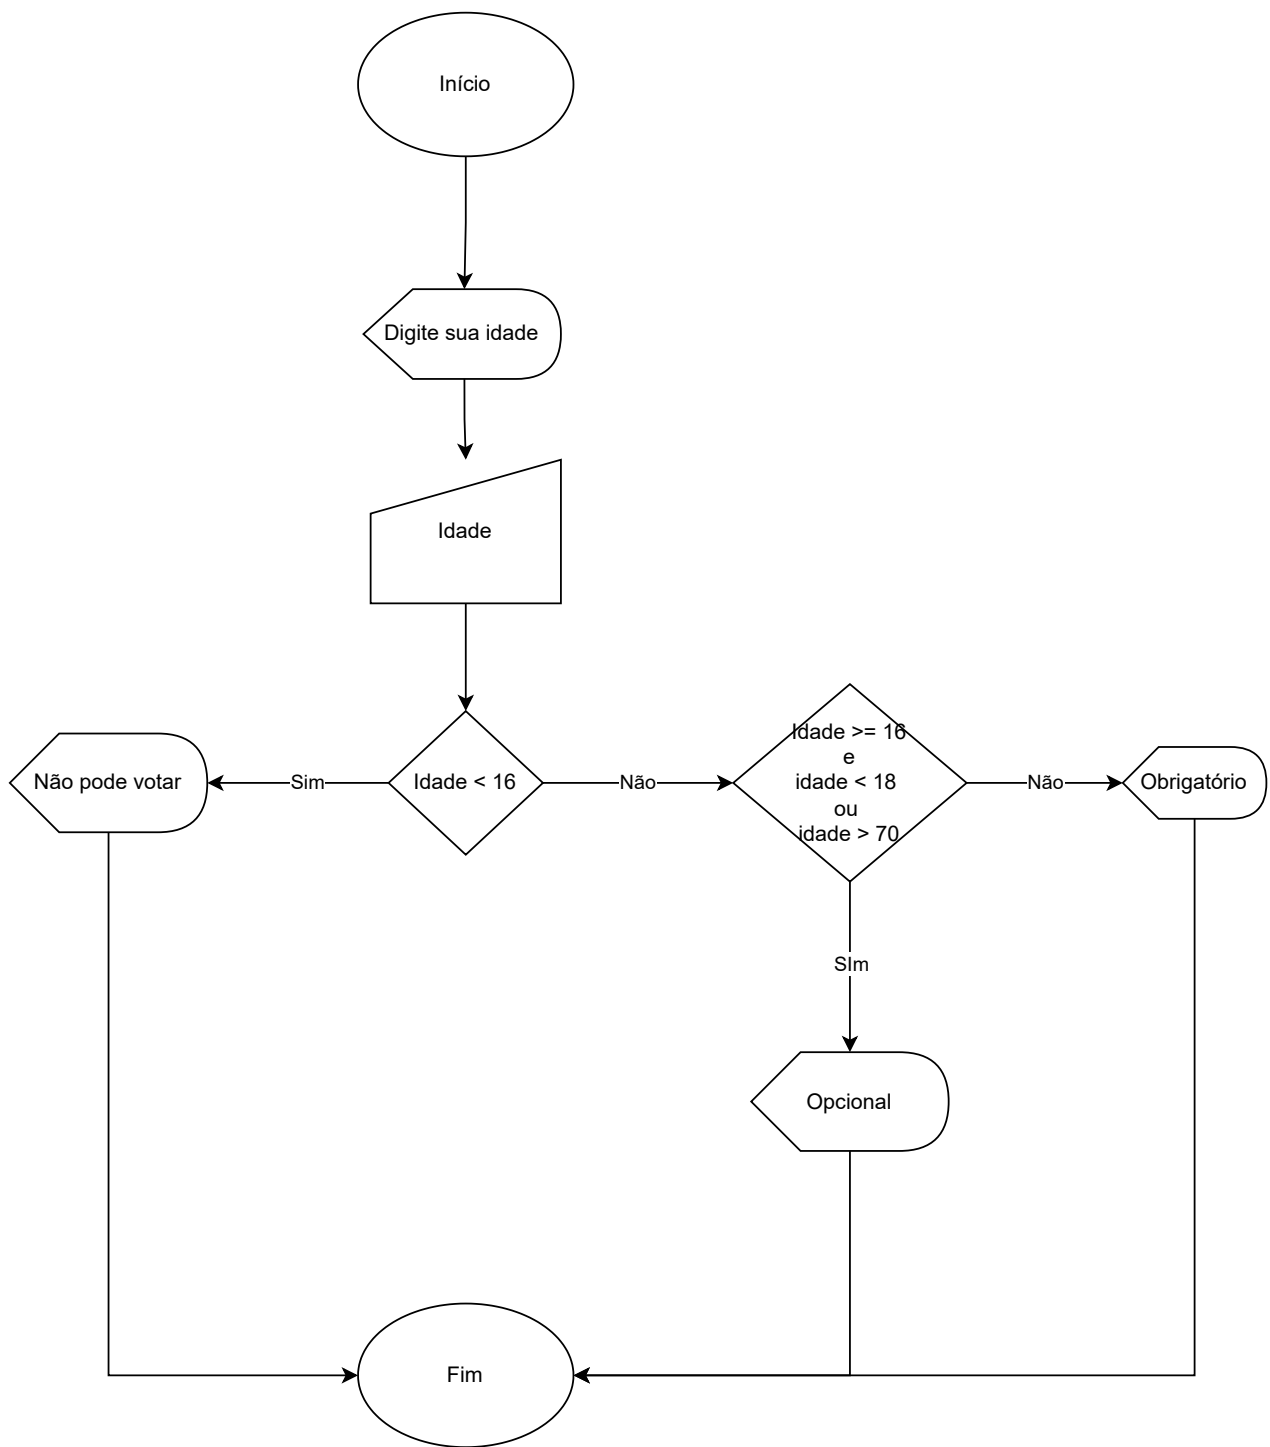 Início
Digite sua idade
Idade
Não pode votar
Sim
Idade < 16
Não
Idade >= 16
e
idade < 18
ou
idade > 70
Não
Obrigatório
SIm
Opcional
Fim